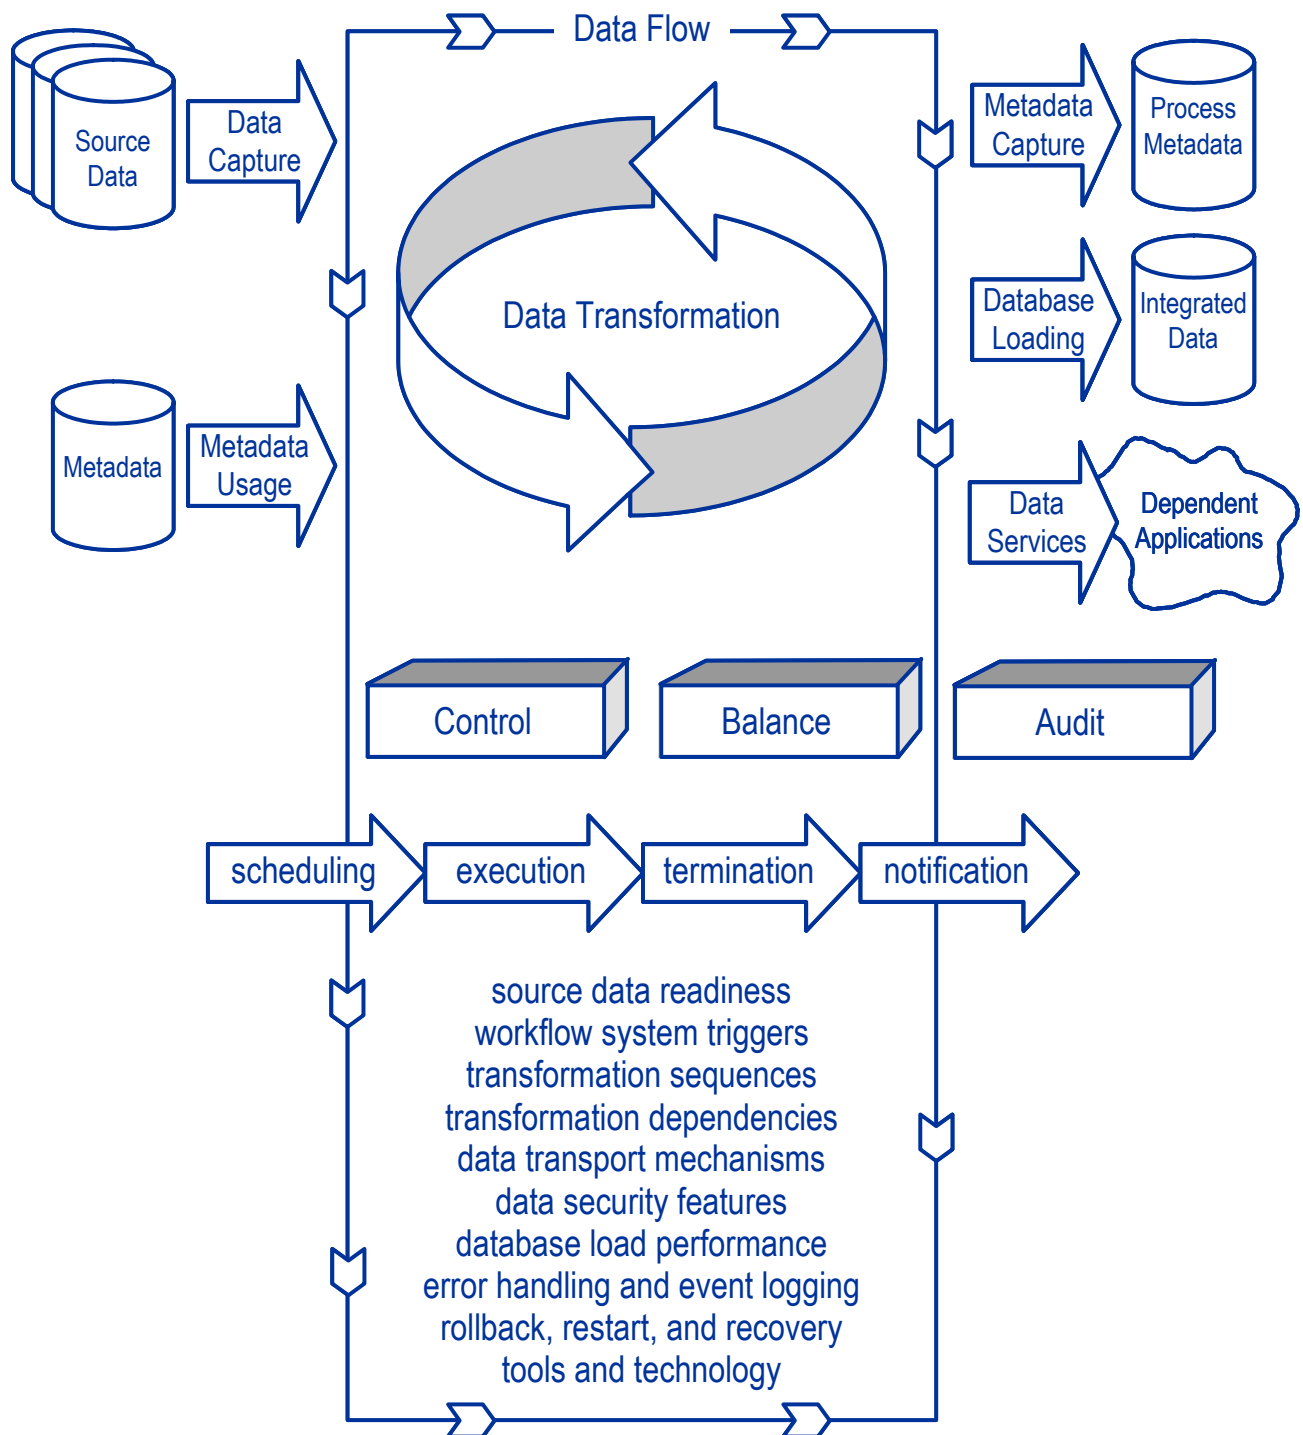 Data Flow
Source
Data
Data
Capture
Metadata
Capture
Process
Metadata
Data Transformation
Database
Loading
Integrated
Data
Metadata
Metadata
Usage
Data
Services
Dependent
Applications
Control
Balance
Audit
scheduling
execution
termination
notification
source data readiness
workflow system triggers
transformation sequences
transformation dependencies
data transport mechanisms
data security features
database load performance
error handling and event logging
rollback, restart, and recovery
tools and technology